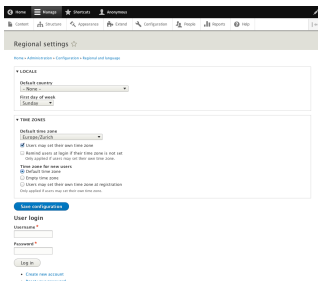 Home Manage Shortcuts Anonymous
Content Structure Appearance Extend Configuration People Reports Help
Regional settings
Home » Administration » Configuration » Regional and language
▾ LOCALE
Default country
- None -
First day of week
Sunday
▾ TIME ZONES
Default time zone
Europe/Zurich
Users may set their own time zone
Remind users at login if their time zone is not set
Only applied if users may set their own time zone.
Time zone for new users
Default time zone
Empty time zone
Users may set their own time zone at registration
Only applied if users may set their own time zone.
Save configuration
User login
Username *
Password *
Log in
Create new account